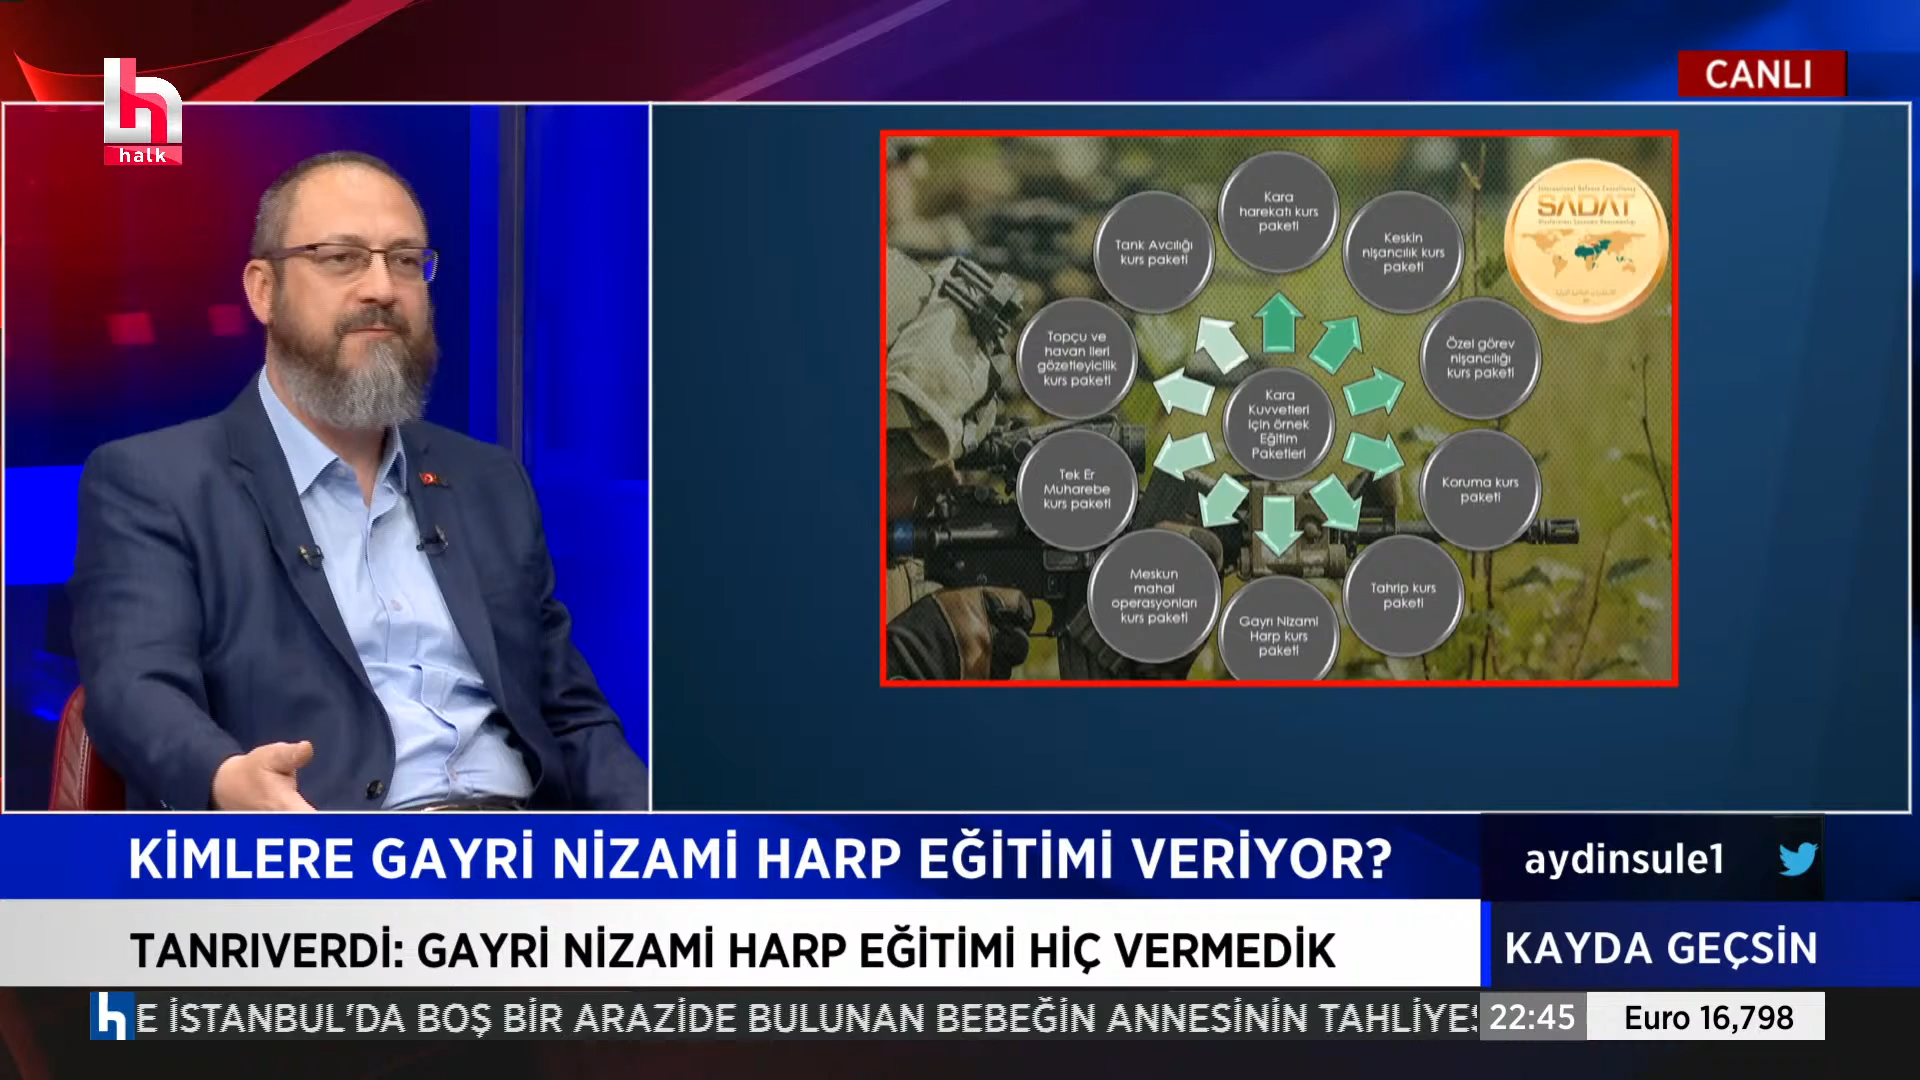 halk
CANLI
International Defense Consultancy
SADAT
Kara
harekatı kurs
paketi
Keskin
nişancılık kurs
paketi
Özel görev
nişancılığı
kurs paketi
Koruma kurs
paketi
Tahrip kurs
paketi
Gayrı Nizami
Harp kurs
paketi
Meskun
mahal
operasyonları
kurs paketi
Tek Er
Muharebe
kurs paketi
Topçu ve
havan ileri
gözetleyicilik
kurs paketi
Tank Avcılığı
kurs paketi
Kara
Kuvvetleri
için örnek
Eğitim
Paketleri
KİMLERE GAYRİ NİZAMİ HARP EĞİTİMİ VERİYOR?
aydinsule1
TANRIVERDİ: GAYRİ NİZAMİ HARP EĞİTİMİ HİÇ VERMEDİK
KAYDA GEÇSİN
E İSTANBUL'DA BOŞ BİR ARAZİDE BULUNAN BEBEĞİN ANNESİNİN TAHLİYES
22:45
Euro 16,798